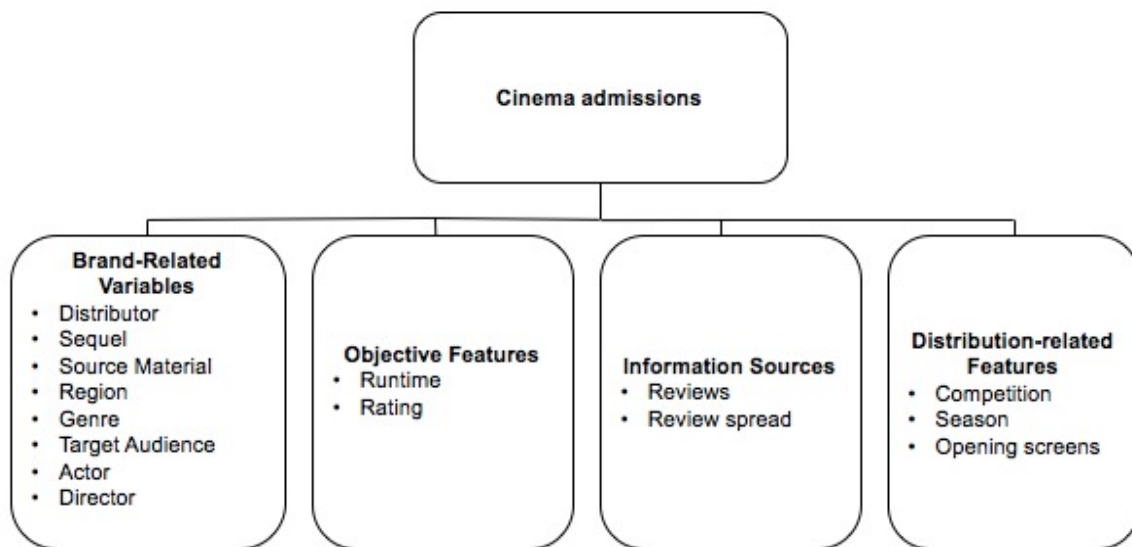 Cinema admissions
Brand-Related
Variables
• Distributor
• Sequel
• Source Material
• Region
• Genre
• Target Audience
• Actor
• Director
Objective Features
• Runtime
• Rating
Information Sources
• Reviews
• Review spread
Distribution-related
Features
• Competition
• Season
• Opening screens